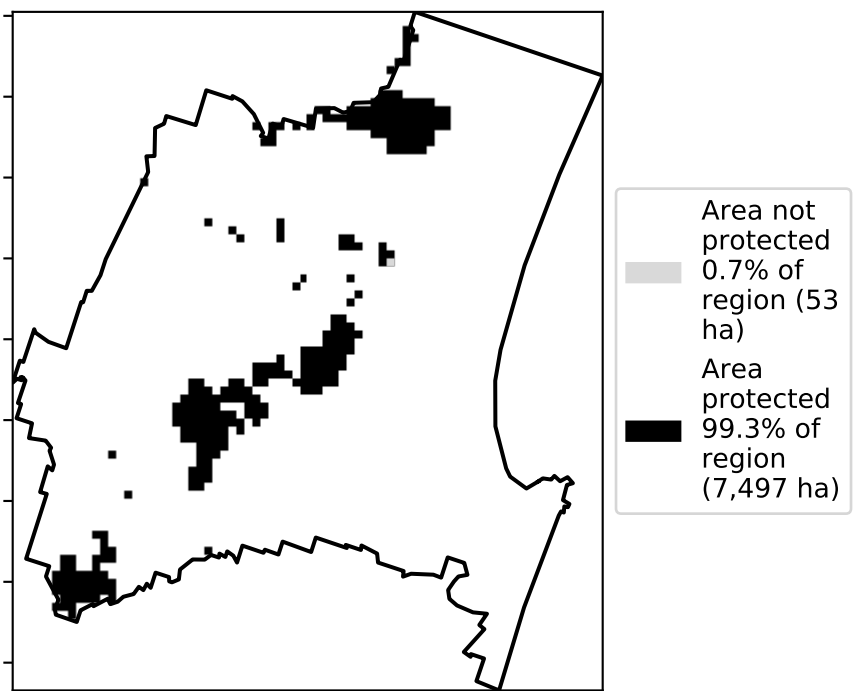 Area not
protected
0.7% of
region (53
ha)
Area
protected
99.3% of
region
(7,497 ha)